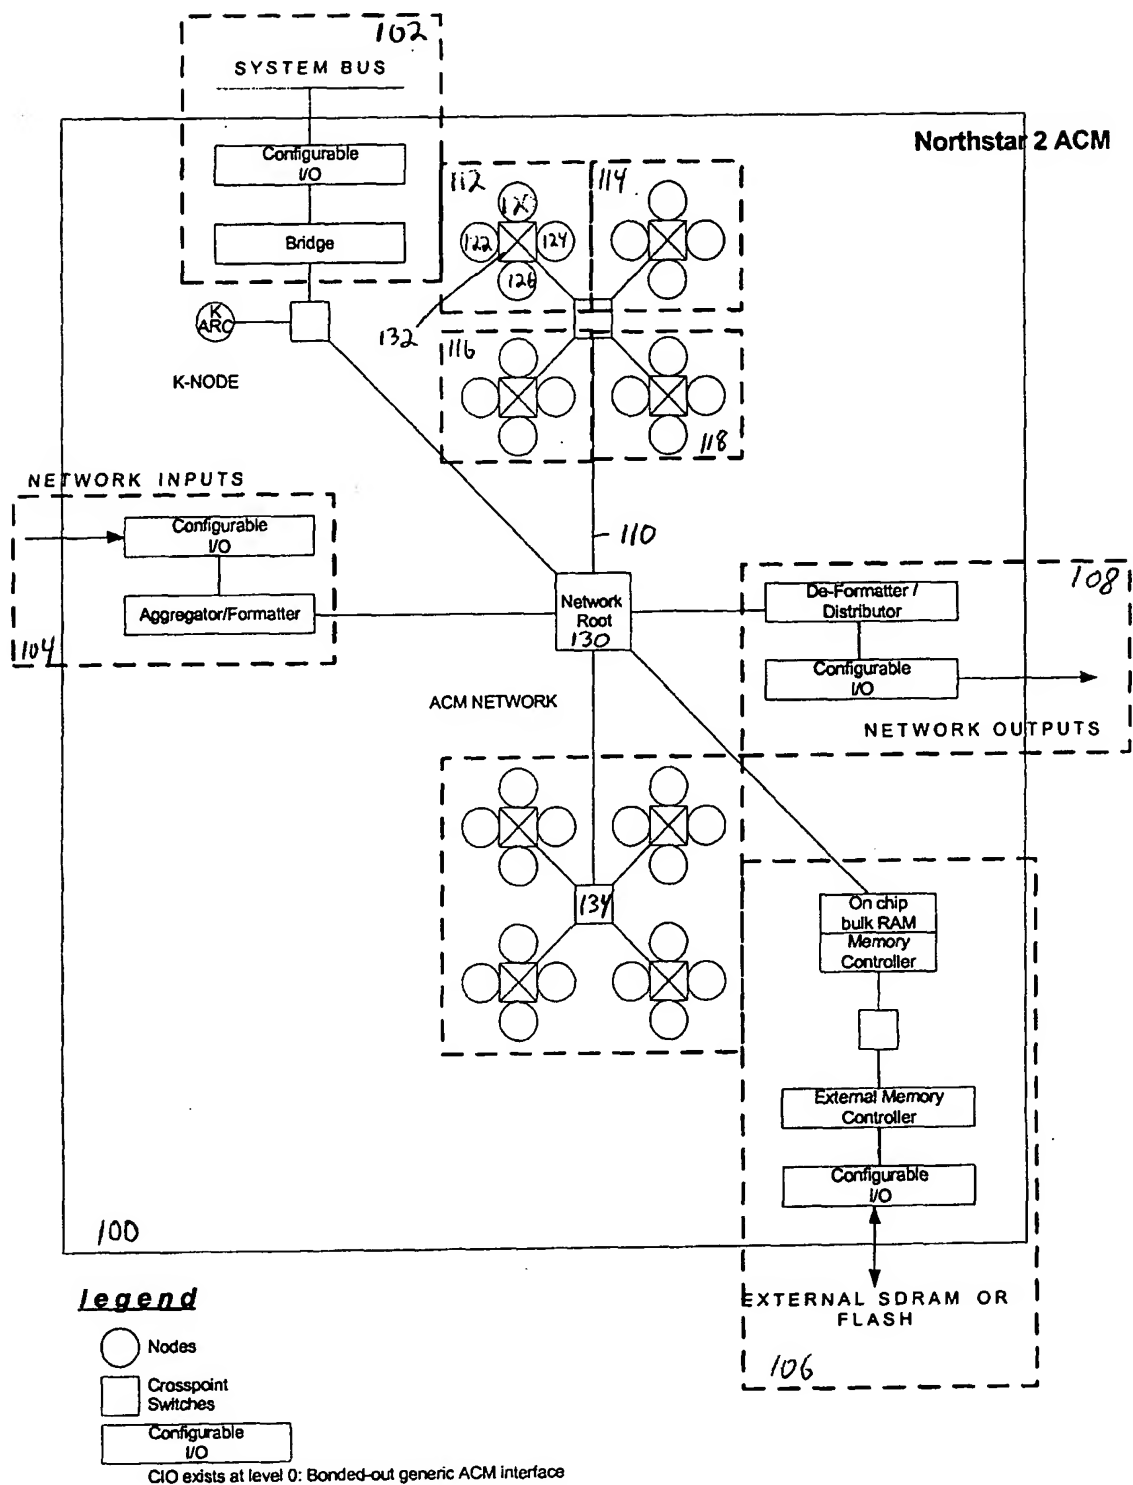 102
SYSTEM BUS
Northstar 2 ACM
Configurable
I/O
Bridge
112
114
120
122
124
126
K
ARC
132
116
118
K-NODE
NETWORK INPUTS
Configurable
I/O
110
108
Aggregator/Formatter
104
Network
Root
130
De-Formatter /
Distributor
Configurable
I/O
NETWORK OUTPUTS
ACM NETWORK
134
On chip
bulk RAM
Memory
Controller
External Memory
Controller
Configurable
I/O
100
EXTERNAL SDRAM OR
FLASH
106
legend
Nodes
Crosspoint
Switches
Configurable
I/O
CIO exists at level 0: Bonded-out generic ACM interface